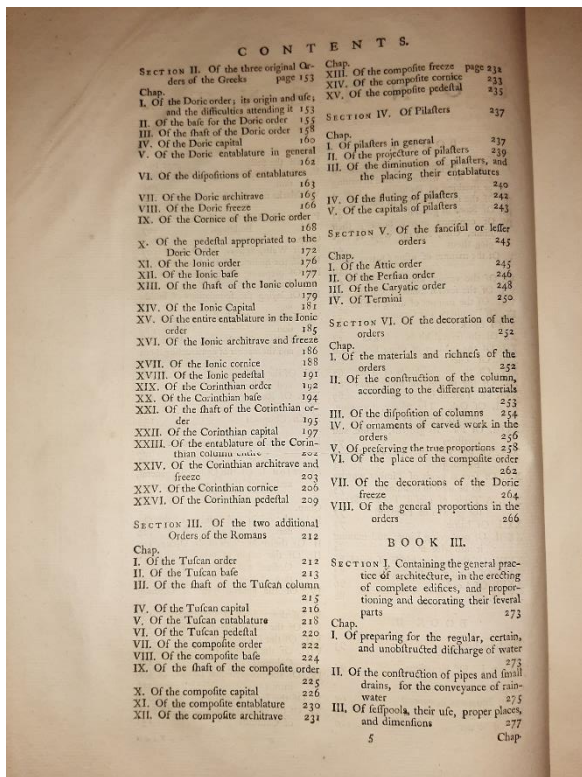 CONTENTS.
SECTION II. Of the three original Or-
ders of the Greeks page 153
Chap.
I. Of the Doric order; its origin and uſe;
and the difficulties attending it 153
II. Of the baſe for the Doric order 155
III. Of the ſhaft of the Doric order 158
IV. Of the Doric capital 160
V. Of the Doric entablature in general
162
VI. Of the diſpoſitions of entablatures
163
VII. Of the Doric architrave 165
VIII. Of the Doric freeze 166
IX. Of the Cornice of the Doric order
168
X. Of the pedeſtal appropriated to the
Doric Order 172
XI. Of the Ionic order 176
XII. Of the Ionic baſe 177
XIII. Of the ſhaft of the Ionic column
179
XIV. Of the Ionic Capital 181
XV. Of the entire entablature in the Ionic
order 185
XVI. Of the Ionic architrave and freeze
186
XVII. Of the Ionic cornice 188
XVIII. Of the Ionic pedeſtal 191
XIX. Of the Corinthian order 192
XX. Of the Corinthian baſe 194
XXI. Of the ſhaft of the Corinthian or-
der 195
XXII. Of the Corinthian capital 197
XXIII. Of the entablature of the Corin-
thian column entire 202
XXIV. Of the Corinthian architrave and
freeze 203
XXV. Of the Corinthian cornice 206
XXVI. Of the Corinthian pedeſtal 209
SECTION III. Of the two additional
Orders of the Romans 212
Chap.
I. Of the Tuſcan order 212
II. Of the Tuſcan baſe 213
III. Of the ſhaft of the Tuſcan column
215
IV. Of the Tuſcan capital 216
V. Of the Tuſcan entablature 218
VI. Of the Tuſcan pedeſtal 220
VII. Of the compoſite order 222
VIII. Of the compoſite baſe 224
IX. Of the ſhaft of the compoſite order
225
X. Of the compoſite capital 226
XI. Of the compoſite entablature 230
XII. Of the compoſite architrave 231
Chap.
XIII. Of the compoſite freeze page 232
XIV. Of the compoſite cornice 233
XV. Of the compoſite pedeſtal 235
SECTION IV. Of Pilaſters 237
Chap.
I. Of pilaſters in general 237
II. Of the projecture of pilaſters 239
III. Of the diminution of pilaſters, and
the placing their entablatures
240
IV. Of the fluting of pilaſters 242
V. Of the capitals of pilaſters 243
SECTION V. Of the fanciful or leſſer
orders 245
Chap.
I. Of the Attic order 245
II. Of the Perſian order 246
III. Of the Caryatic order 248
IV. Of Termini 250
SECTION VI. Of the decoration of the
orders 252
Chap.
I. Of the materials and richneſs of the
orders 252
II. Of the conſtruction of the column,
according to the different materials
253
III. Of the diſpoſition of columns 254
IV. Of ornaments of carved work in the
orders 256
V. Of preſerving the true proportions 258
VI. Of the place of the compoſite order
262
VII. Of the decorations of the Doric
freeze 264
VIII. Of the general proportions in the
orders 266
BOOK III.
SECTION I. Containing the general prac-
tice of architecture, in the erecting
of complete edifices, and propor-
tioning and decorating their ſeveral
parts 273
Chap.
I. Of preparing for the regular, certain,
and unobſtructed diſcharge of water
273
II. Of the conſtruction of pipes and ſmall
drains, for the conveyance of rain-
water 275
III. Of ſeſſpools, their uſe, proper places,
and dimenſions 277
5 Chap.